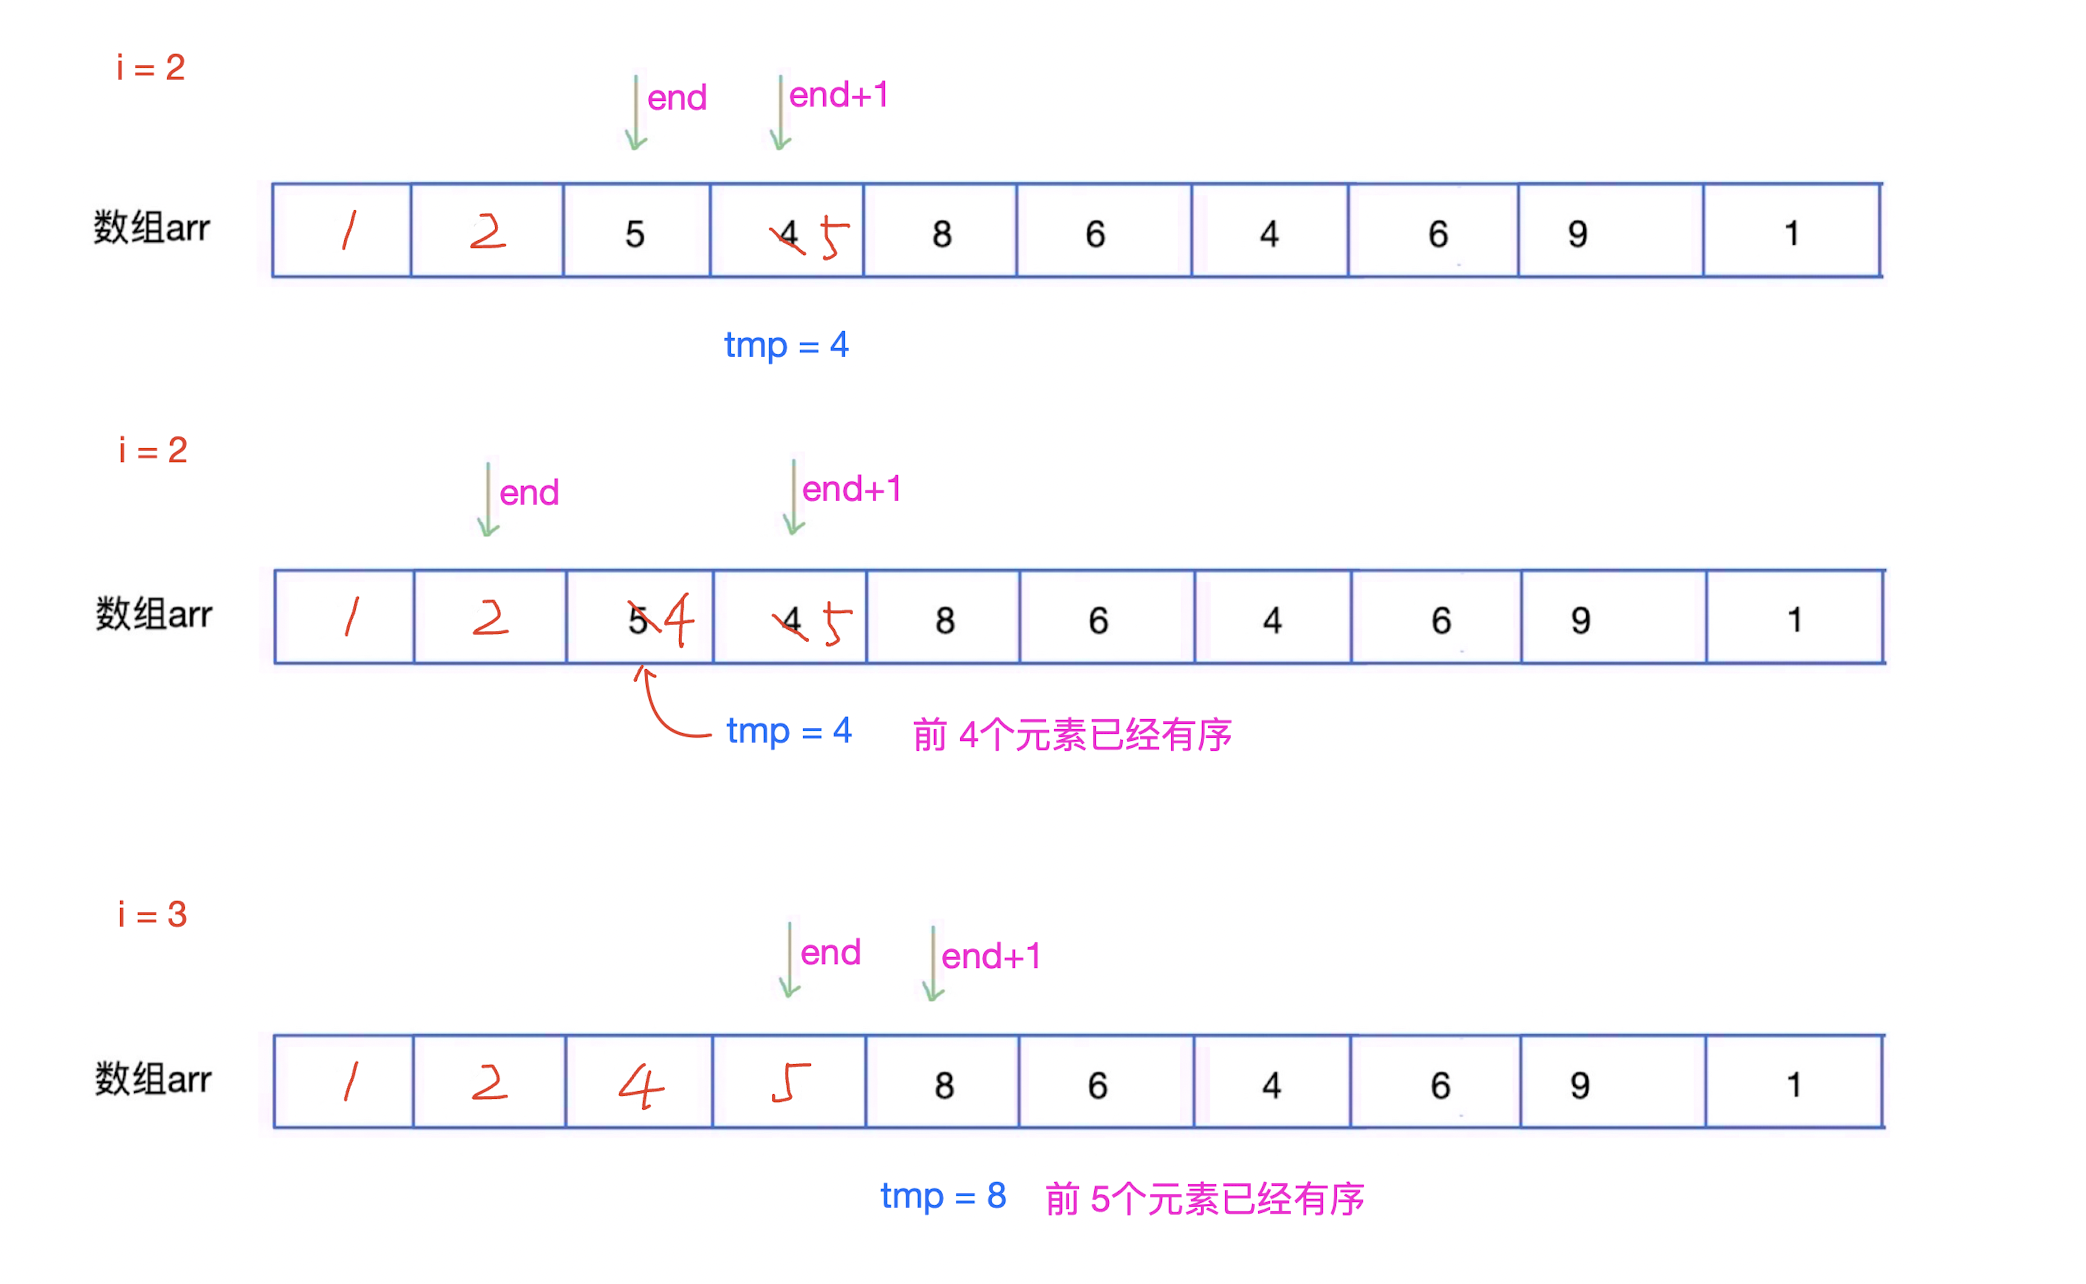 i = 2
end end+1
数组arr 1 2 5 4 5 8 6 4 6 9 1
tmp = 4
i = 2
end end+1
数组arr 1 2 5 4 4 5 8 6 4 6 9 1
tmp = 4 前 4个元素已经有序
i = 3
end end+1
数组arr 1 2 4 5 8 6 4 6 9 1
tmp = 8 前 5个元素已经有序